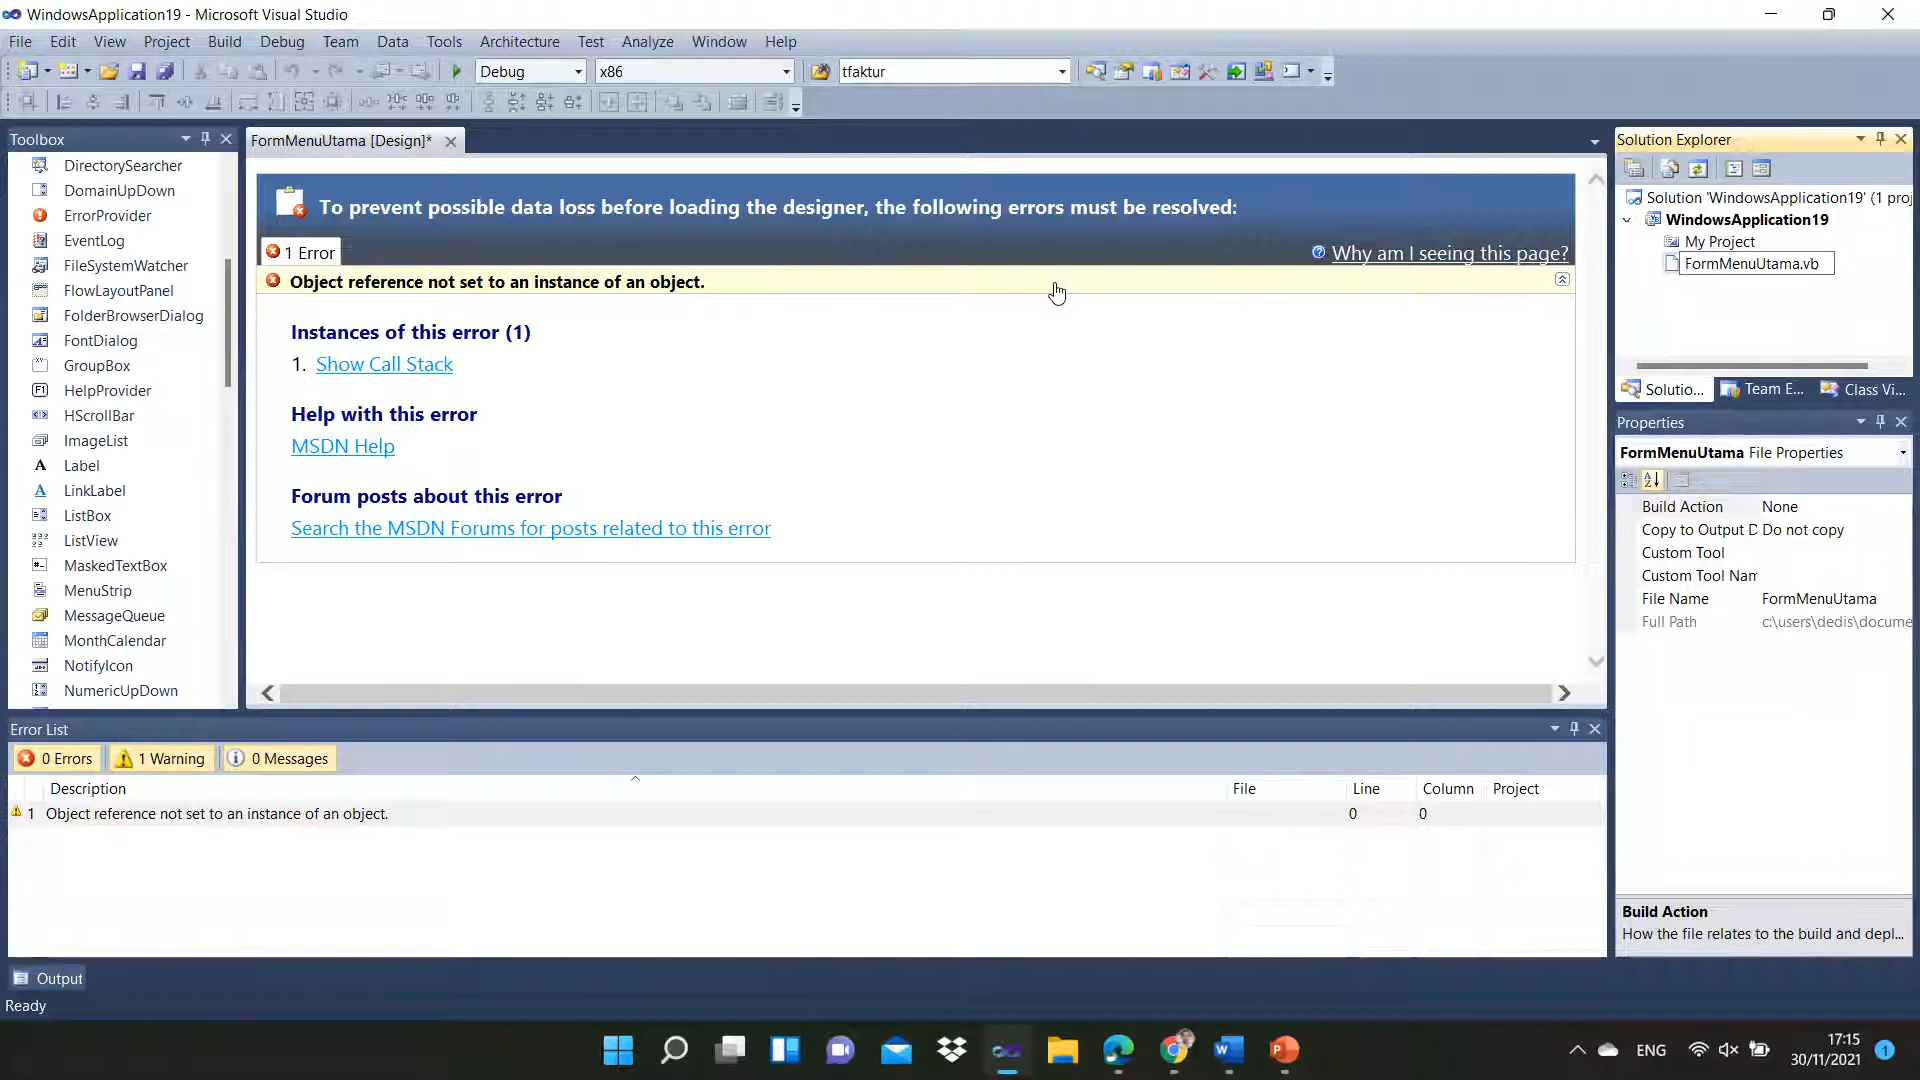 WindowsApplication19 - Microsoft Visual Studio
File Edit View Project Build Debug Team Data Tools Architecture Test Analyze Window Help
Debug x86 tfaktur
Toolbox
DirectorySearcher
DomainUpDown
ErrorProvider
EventLog
FileSystemWatcher
FlowLayoutPanel
FolderBrowserDialog
FontDialog
GroupBox
HelpProvider
HScrollBar
ImageList
Label
LinkLabel
ListBox
ListView
MaskedTextBox
MenuStrip
MessageQueue
MonthCalendar
NotifyIcon
NumericUpDown
FormMenuUtama [Design]*
To prevent possible data loss before loading the designer, the following errors must be resolved:
1 Error
Why am I seeing this page?
Object reference not set to an instance of an object.
Instances of this error (1)
1. Show Call Stack
Help with this error
MSDN Help
Forum posts about this error
Search the MSDN Forums for posts related to this error
Solution Explorer
Solution 'WindowsApplication19' (1 proj
WindowsApplication19
My Project
FormMenuUtama.vb
Solutio... Team E... Class Vi...
Properties
FormMenuUtama File Properties
Build Action None
Copy to Output D Do not copy
Custom Tool
Custom Tool Nam
File Name FormMenuUtama
Full Path c:\users\dedis\docume
Build Action
How the file relates to the build and depl...
Error List
0 Errors 1 Warning 0 Messages
Description File Line Column Project
1 Object reference not set to an instance of an object. 0 0
Output
Ready
ENG
17:15
30/11/2021
1